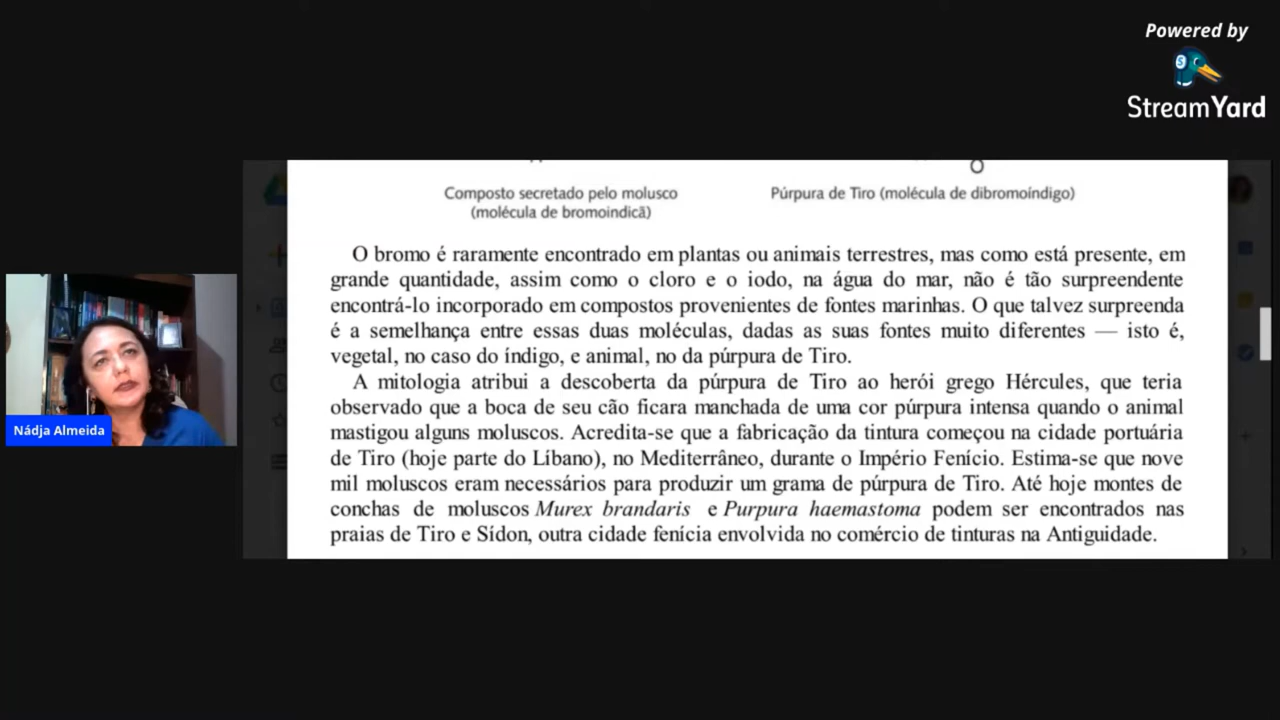 Powered by
StreamYard
Composto secretado pelo molusco
(molécula de bromoindicã)
Púrpura de Tiro (molécula de dibromoíndigo)
O
O bromo é raramente encontrado em plantas ou animais terrestres, mas como está presente, em
grande quantidade, assim como o cloro e o iodo, na água do mar, não é tão surpreendente
encontrá-lo incorporado em compostos provenientes de fontes marinhas. O que talvez surpreenda
é a semelhança entre essas duas moléculas, dadas as suas fontes muito diferentes — isto é,
vegetal, no caso do índigo, e animal, no da púrpura de Tiro.
A mitologia atribui a descoberta da púrpura de Tiro ao herói grego Hércules, que teria
observado que a boca de seu cão ficara manchada de uma cor púrpura intensa quando o animal
mastigou alguns moluscos. Acredita-se que a fabricação da tintura começou na cidade portuária
de Tiro (hoje parte do Líbano), no Mediterrâneo, durante o Império Fenício. Estima-se que nove
mil moluscos eram necessários para produzir um grama de púrpura de Tiro. Até hoje montes de
conchas de moluscos Murex brandaris e Purpura haemastoma podem ser encontrados nas
praias de Tiro e Sídon, outra cidade fenícia envolvida no comércio de tinturas na Antiguidade.
Nádja Almeida